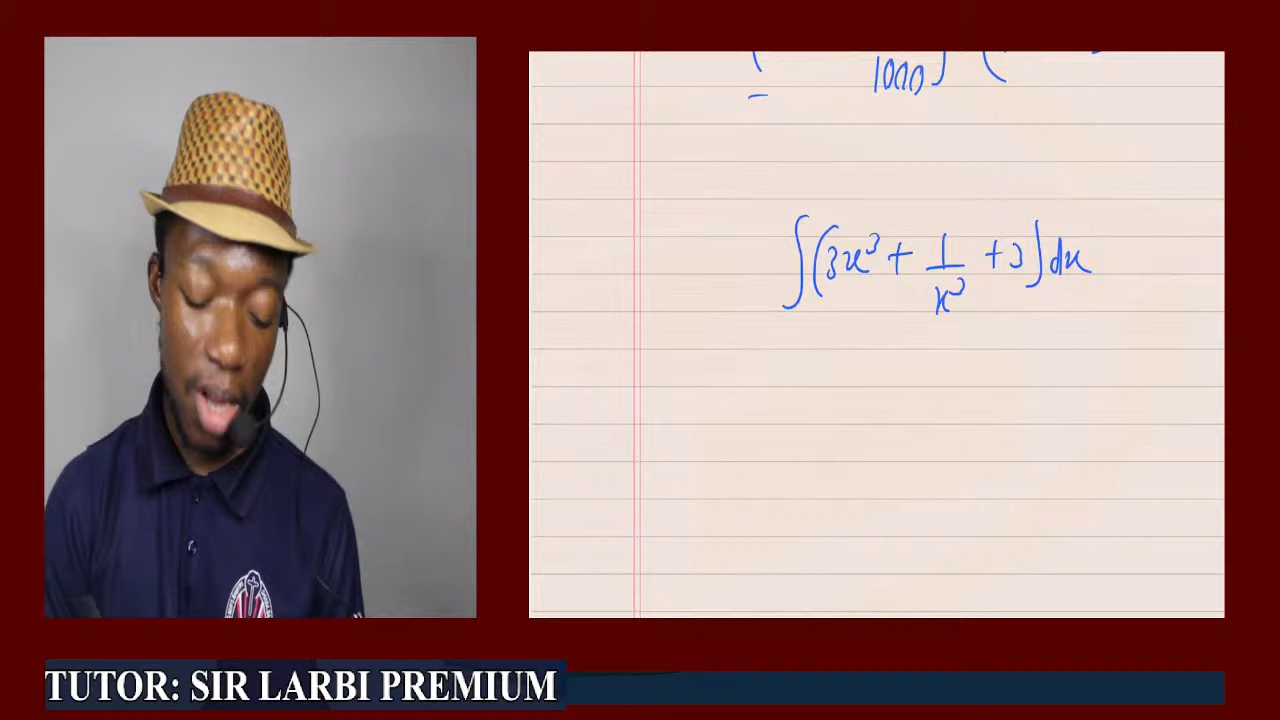 1000
∫(3x³ + 1/x³ + 3)dx
TUTOR: SIR LARBI PREMIUM